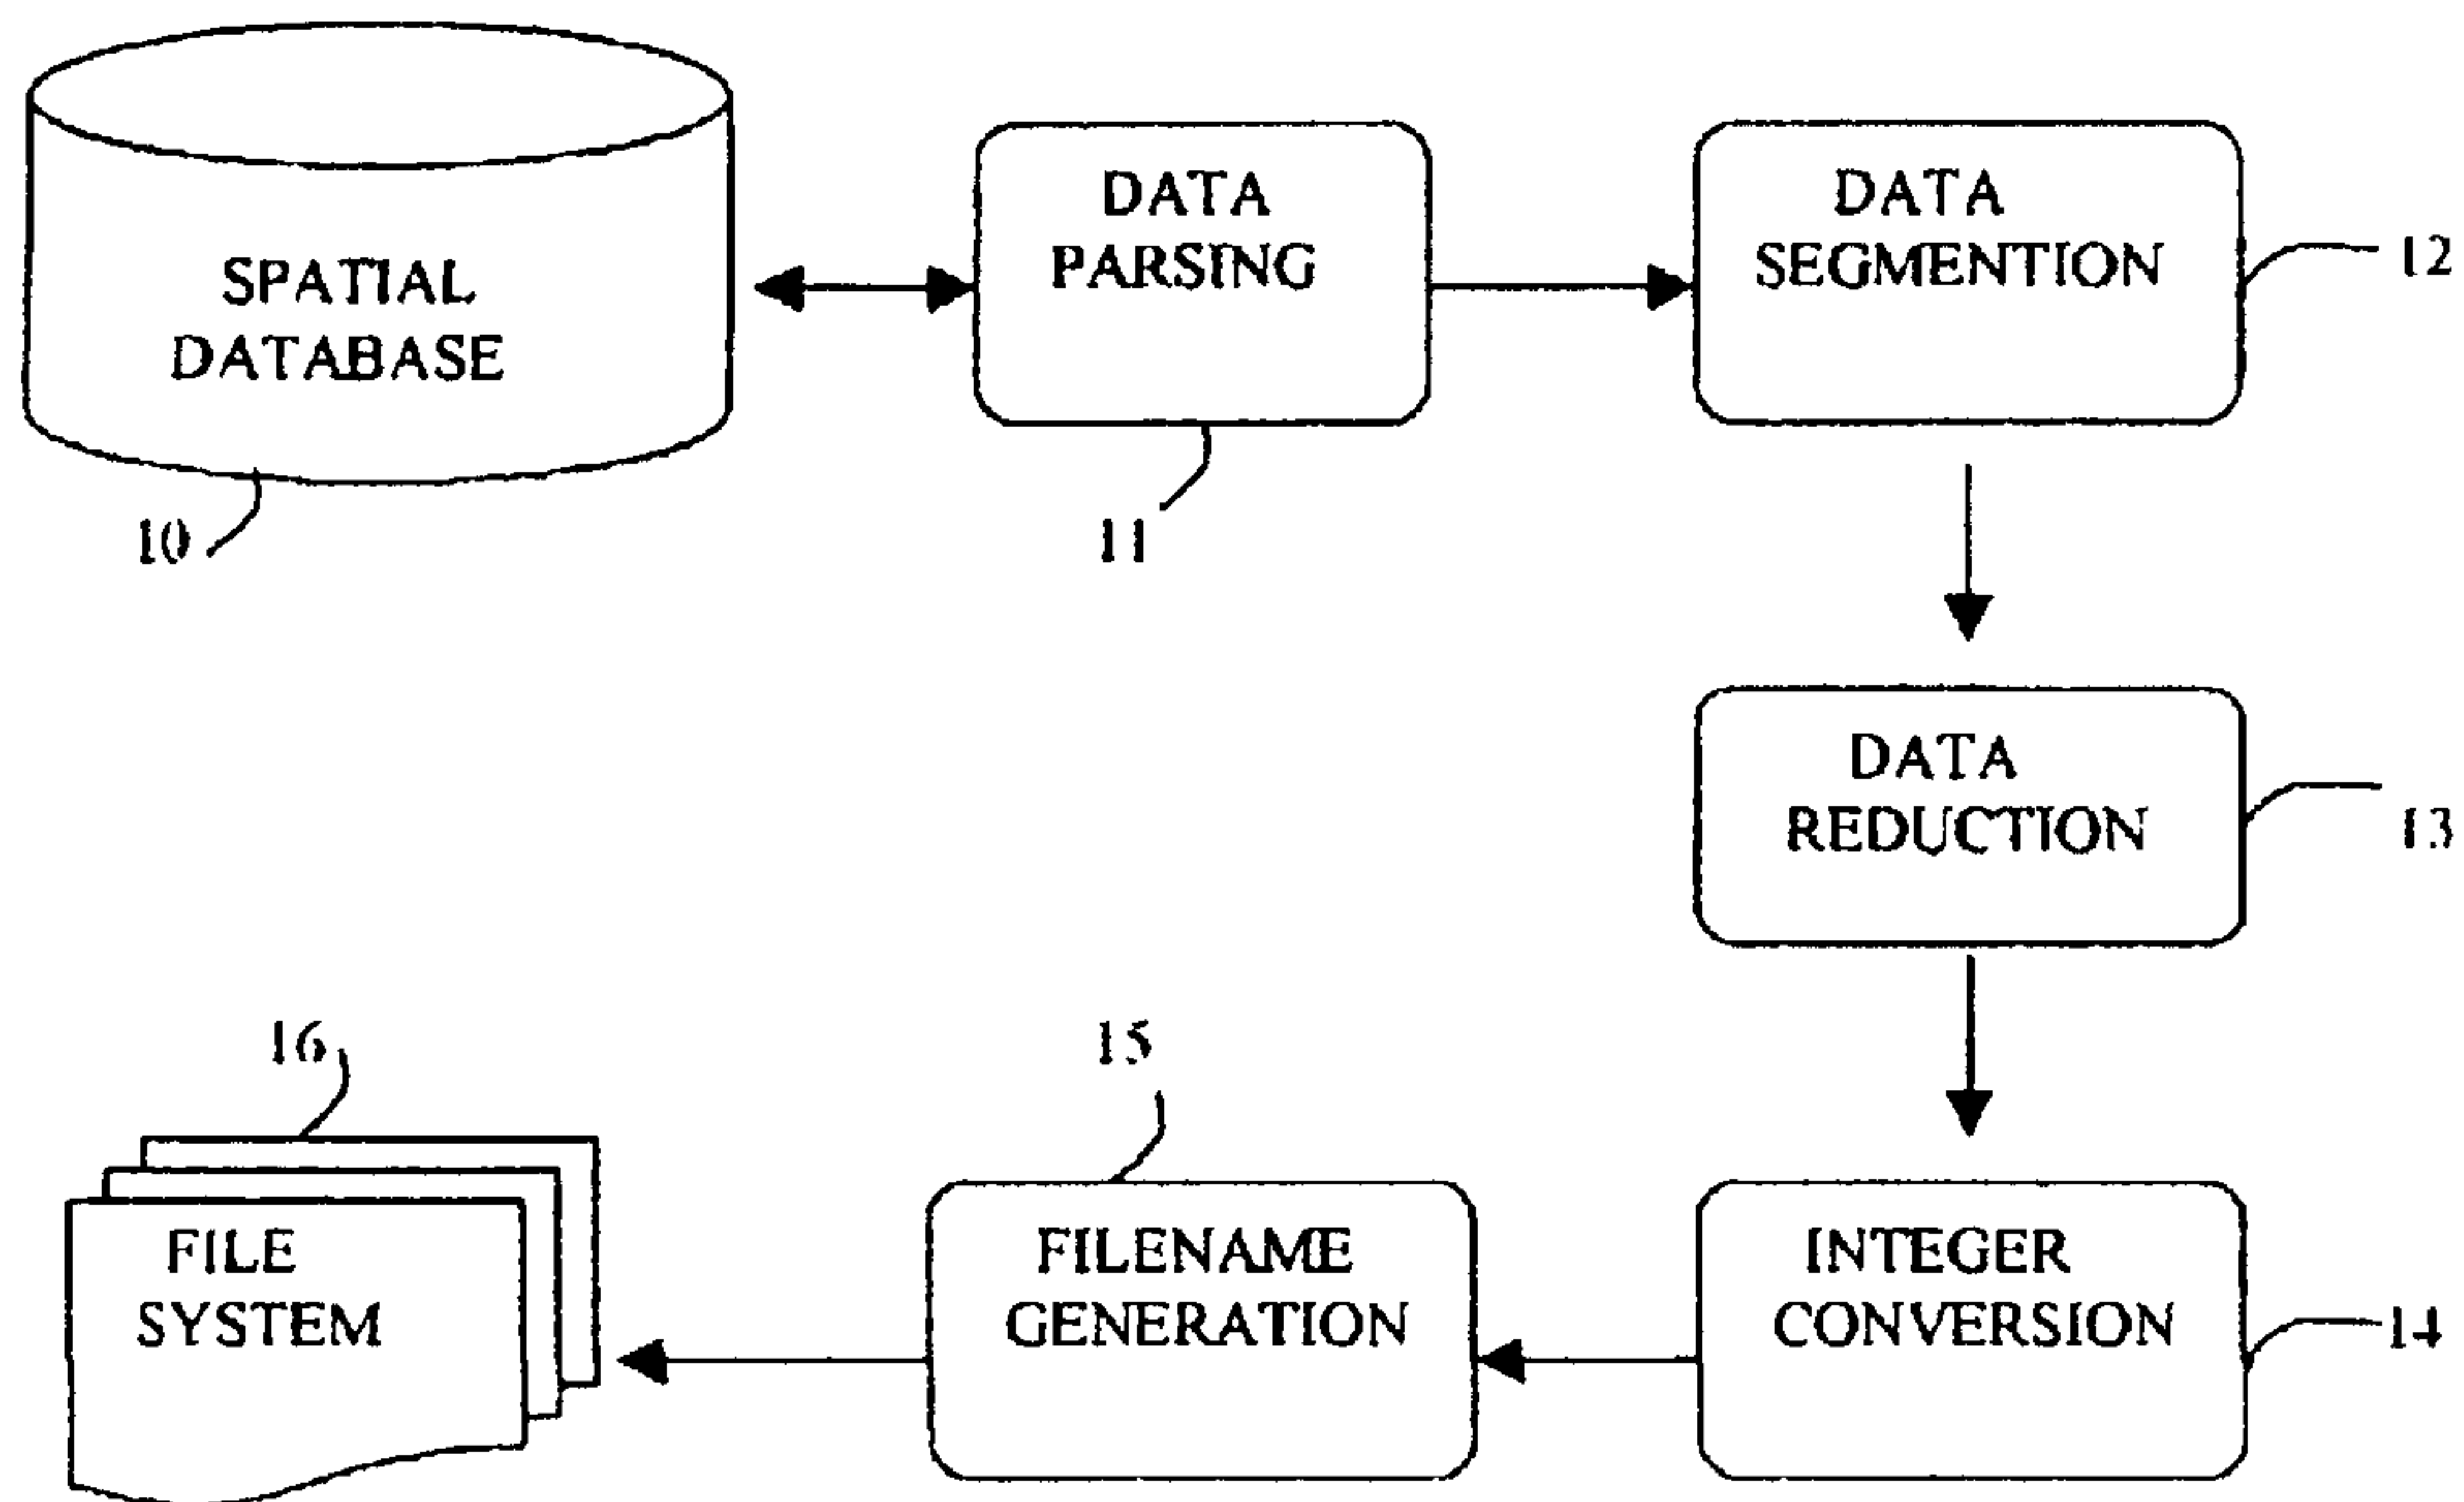 SPATIAL
DATABASE
10
DATA
PARSING
11
DATA
SEGMENTION
12
DATA
REDUCTION
13
INTEGER
CONVERSION
14
FILENAME
GENERATION
15
FILE
SYSTEM
16